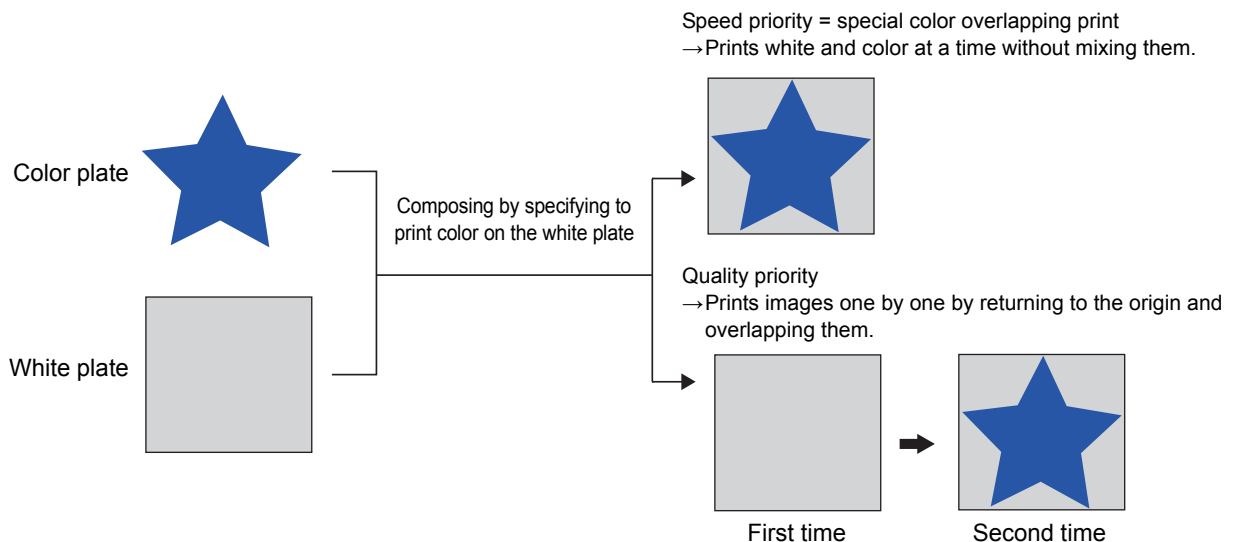 Speed priority = special color overlapping print
→Prints white and color at a time without mixing them.
Color plate
Composing by specifying to
print color on the white plate
Quality priority
→Prints images one by one by returning to the origin and
overlapping them.
White plate
First time
Second time